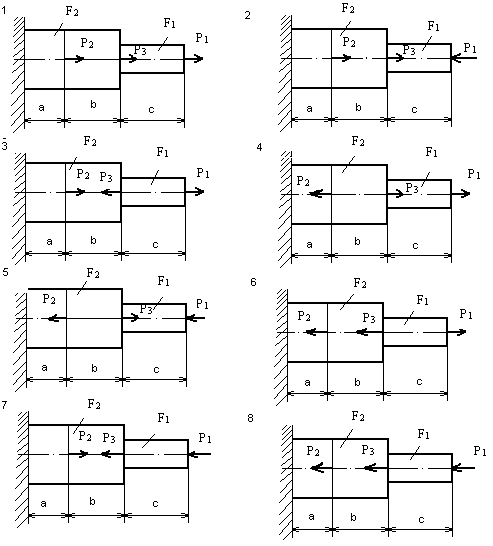 1 F2 F1 P2 P3 P1
a b c
2 F2 F1 P2 P3 P1
a b c
3 F2 F1 P2 P3 P1
a b c
4 F2 F1 P2 P3 P1
a b c
5 F2 F1 P2 P3 P1
a b c
6 F2 F1 P2 P3 P1
a b c
7 F2 F1 P2 P3 P1
a b c
8 F2 F1 P2 P3 P1
a b c